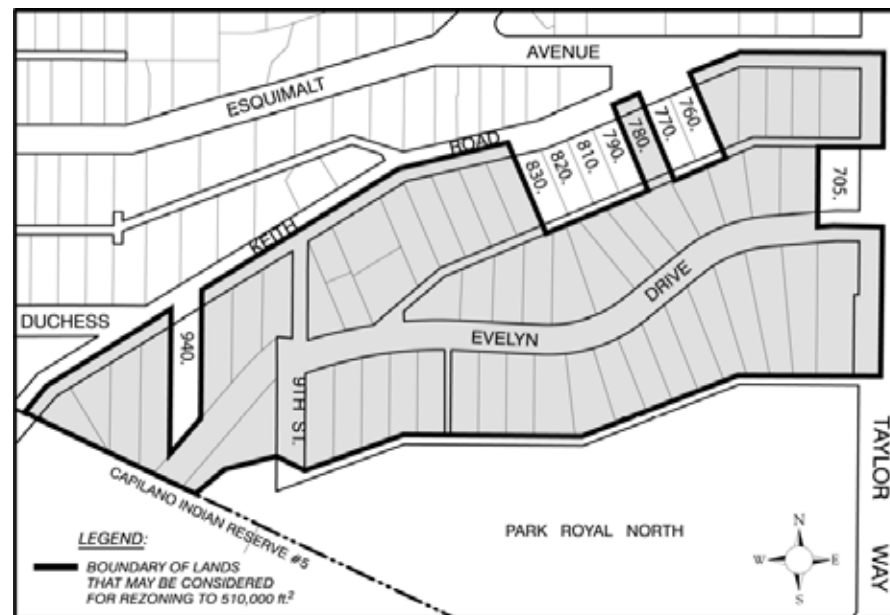 AVENUE
ESQUIMALT
ROAD
760.
770.
780.
790.
810.
820.
830.
705.
KEITH
DUCHESS
940.
DRIVE
EVELYN
9TH ST.
CAPILANO INDIAN RESERVE #5
PARK ROYAL NORTH
TAYLOR WAY
LEGEND:
BOUNDARY OF LANDS
THAT MAY BE CONSIDERED
FOR REZONING TO 510,000 ft.²
N
W E
S